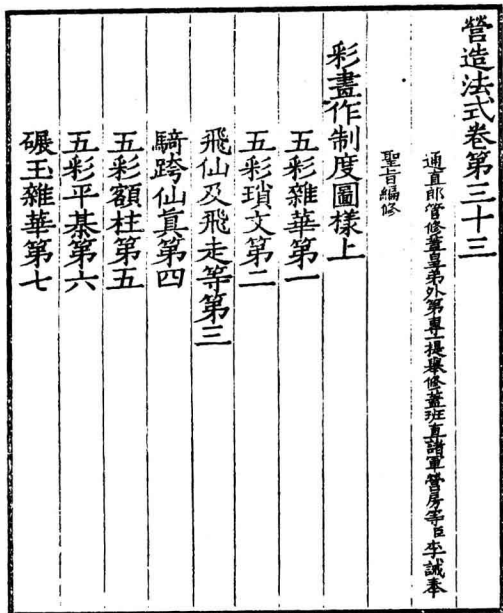 營造法式卷第三十三
通直郎管修蓋皇弟外第專一提舉修蓋班直諸軍營房等臣李誡奉
聖旨編修
彩畫作制度圖樣上
五彩雜華第一
五彩瑣文第二
飛仙及飛走等第三
騎跨仙真第四
五彩額柱第五
五彩平棊第六
碾玉雜華第七